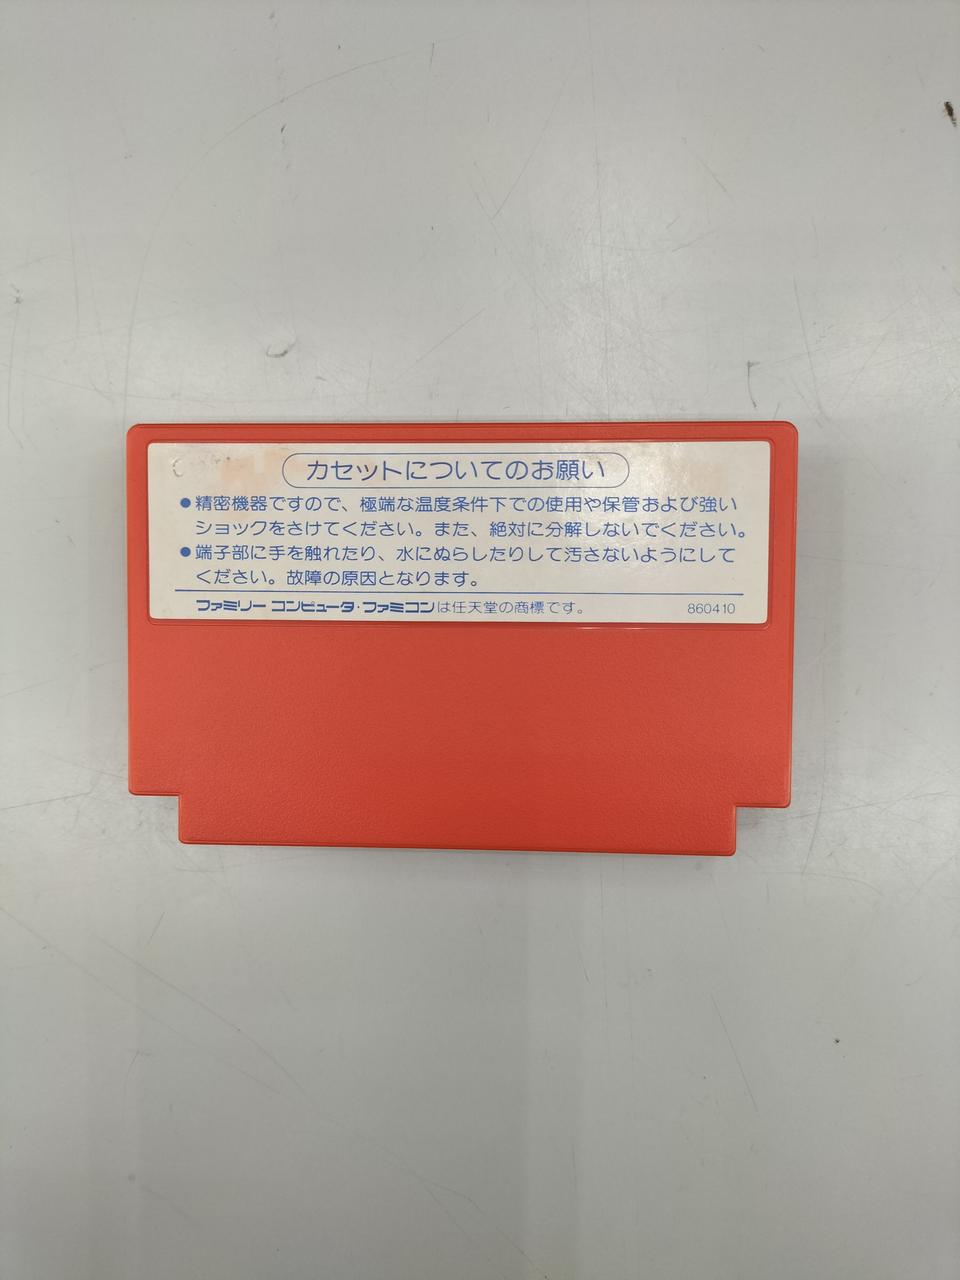 カセットについてのお願い
●精密機器ですので、極端な温度条件下での使用や保管および強い
ショックをさけてください。また、絶対に分解しないでください。
●端子部に手を触れたり、水にぬらしたりして汚さないようにして
ください。故障の原因となります。
ファミリー コンピュータ・ファミコンは任天堂の商標です。 860410